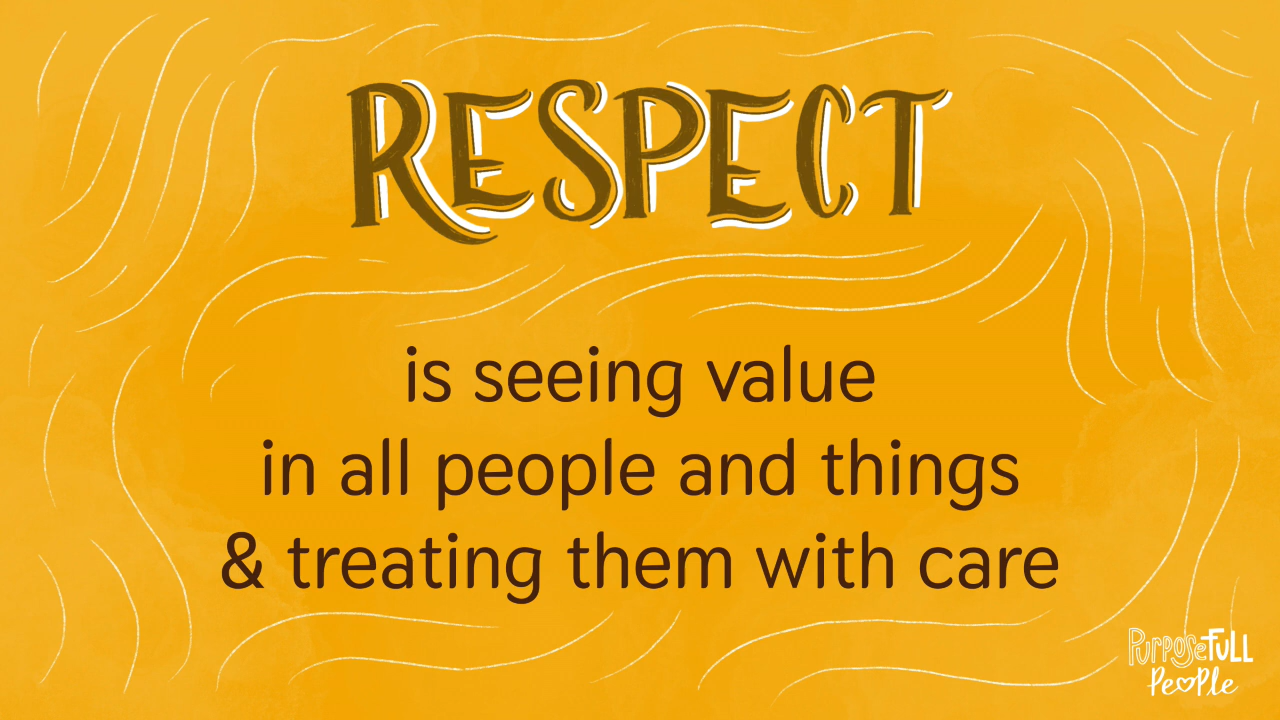 RESPECT
is seeing value
in all people and things
& treating them with care
PurposeFULL
People